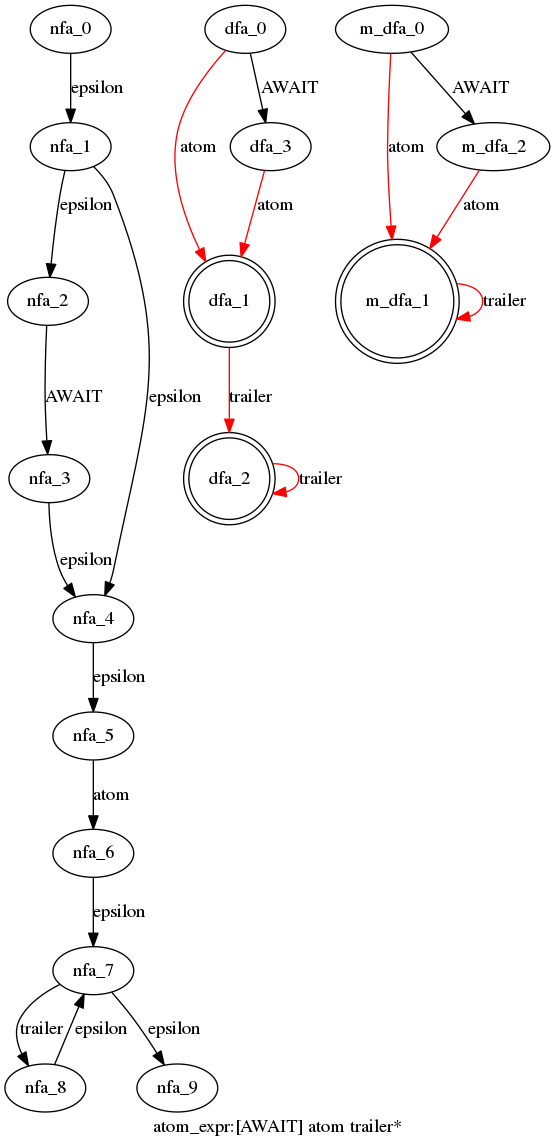 nfa_0
dfa_0
m_dfa_0
epsilon
AWAIT
AWAIT
nfa_1
atom
dfa_3
atom
m_dfa_2
epsilon
atom
atom
nfa_2
dfa_1
m_dfa_1
trailer
AWAIT
epsilon
trailer
nfa_3
dfa_2
trailer
epsilon
nfa_4
epsilon
nfa_5
atom
nfa_6
epsilon
nfa_7
trailer
epsilon
epsilon
nfa_8
nfa_9
atom_expr:[AWAIT] atom trailer*